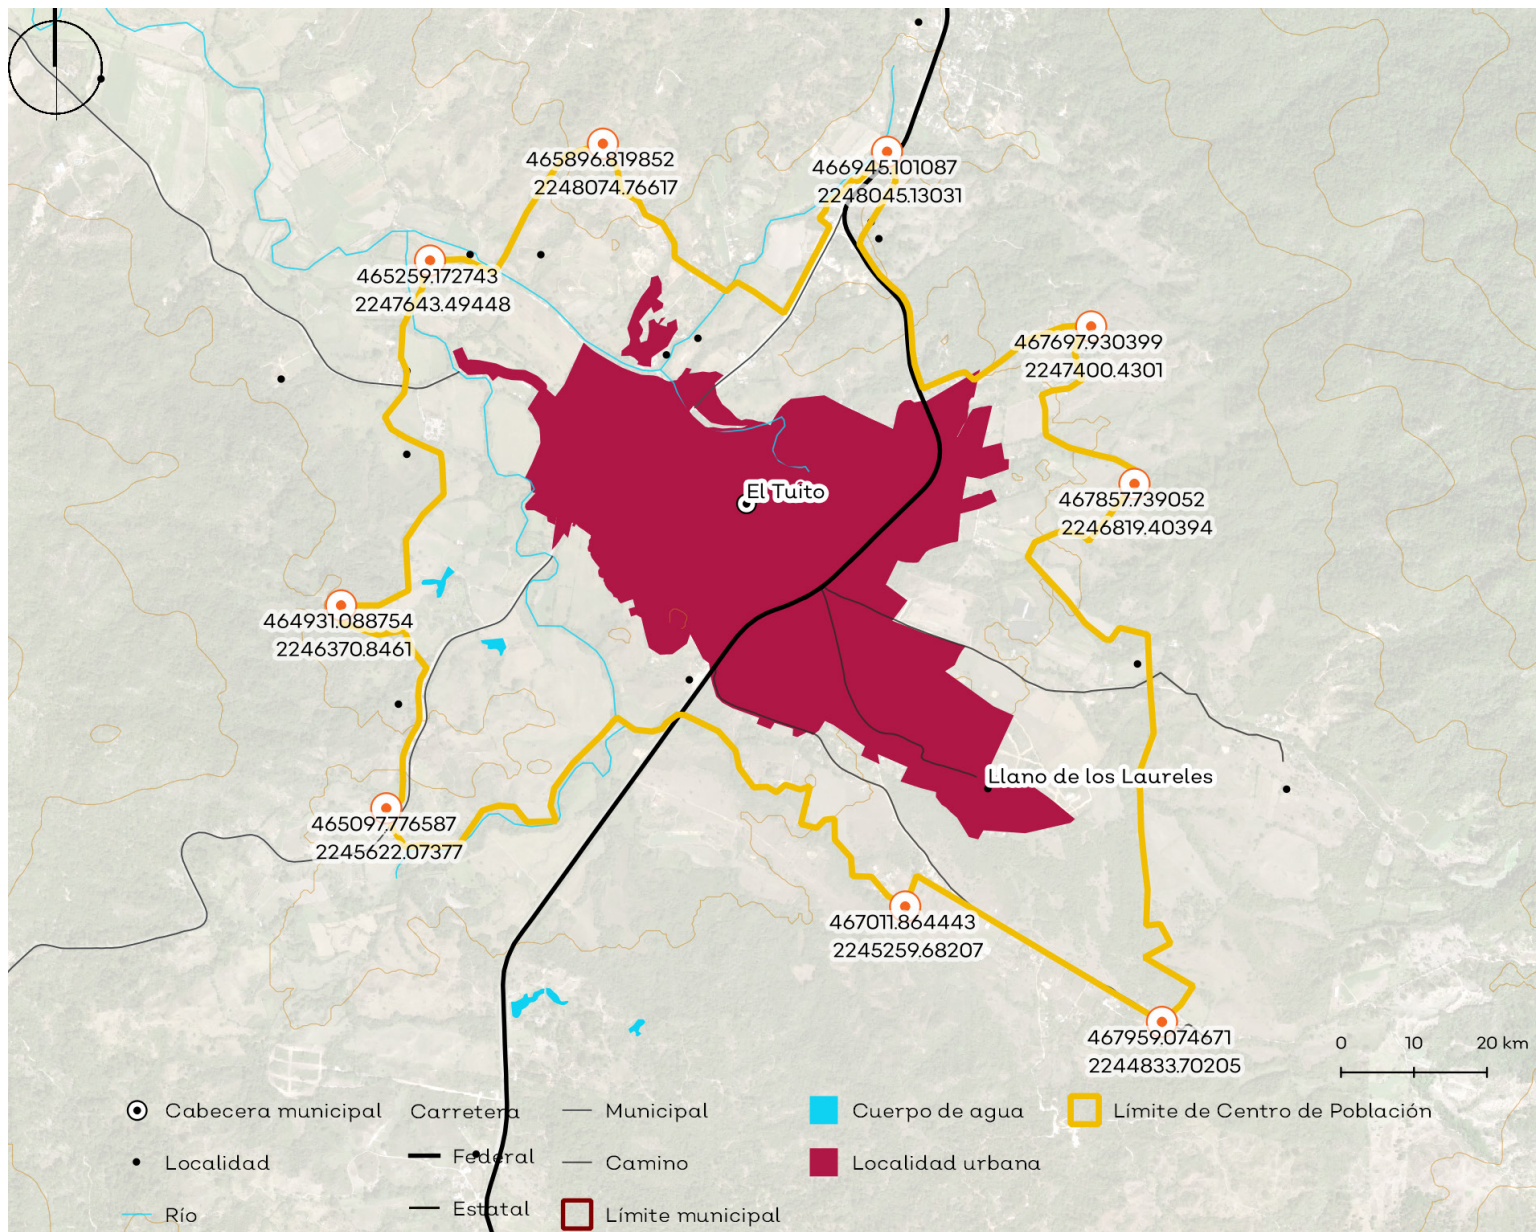 465896.819852
2248074.76617
466945.101087
2248045.13031
465259.172743
2247643.49448
467697.930399
2247400.4301
El Tuito
467857.739052
2246819.40394
464931.088754
2246370.8461
Llano de los Laureles
465097.776587
2245622.07377
467011.864443
2245259.68207
467959.074671
2244833.70205
0 10 20 km
Cabecera municipal
Localidad
Río
Carretera
Federal
Estatal
Municipal
Camino
Límite municipal
Cuerpo de agua
Localidad urbana
Límite de Centro de Población